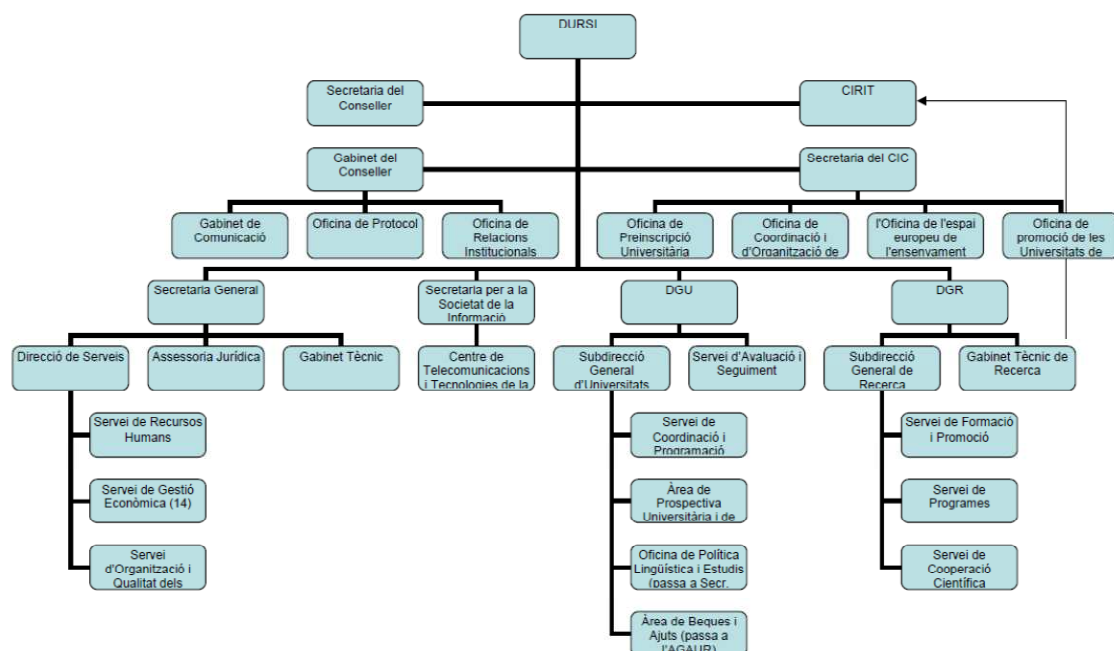 DURSI
Secretaria del
Conseller
CIRIT
Gabinet del
Conseller
Secretaria del CIC
Gabinet de
Comunicació
Oficina de Protocol
Oficina de
Relacions
Institucionals
Oficina de
Preinscripció
Universitària
Oficina de
Coordinació i
d'Organització de
l'Oficina de l'espai
europeu de
l'ensenyament
Oficina de
promoció de les
Universitats de
Secretaria General
Secretaria per a la
Societat de la
Informació
DGU
DGR
Direcció de Serveis
Assessoria Jurídica
Gabinet Tècnic
Centre de
Telecomunicacions
i Tecnologies de la
Subdirecció
General
d'Universitats
Servei d'Avaluació i
Seguiment
Subdirecció
General de
Recerca
Gabinet Tècnic de
Recerca
Servei de Recursos
Humans
Servei de Gestió
Econòmica (14)
Servei
d'Organització i
Qualitat dels
Servei de
Coordinació i
Programació
Àrea de
Prospectiva
Universitària i de
Oficina de Política
Lingüística i Estudis
(passa a Secr.
Àrea de Beques i
Ajuts (passa a
l'AGAUR)
Servei de Formació
i Promoció
Servei de
Programes
Servei de
Cooperació
Científica